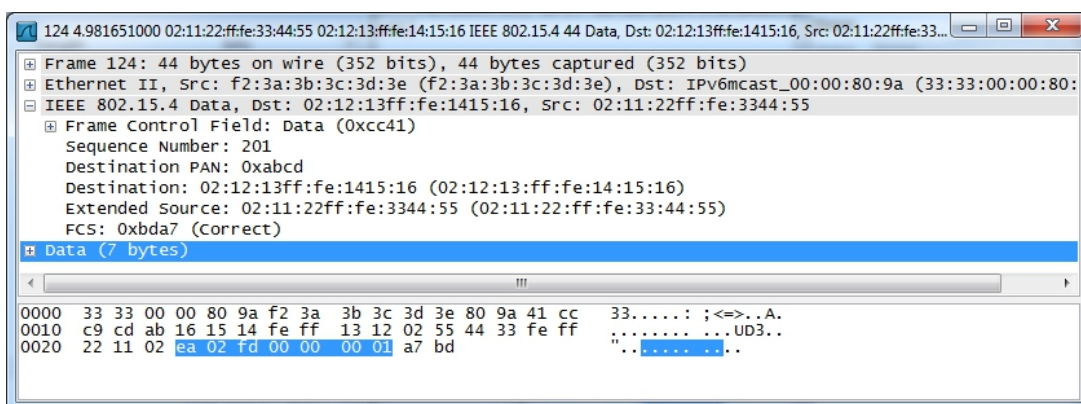 124 4.981651000 02:11:22:ff:fe:33:44:55 02:12:13:ff:fe:14:15:16 IEEE 802.15.4 44 Data, Dst: 02:12:13ff:fe:1415:16, Src: 02:11:22ff:fe:33...
Frame 124: 44 bytes on wire (352 bits), 44 bytes captured (352 bits)
Ethernet II, Src: f2:3a:3b:3c:3d:3e (f2:3a:3b:3c:3d:3e), Dst: IPv6mcast_00:00:80:9a (33:33:00:00:80:
IEEE 802.15.4 Data, Dst: 02:12:13ff:fe:1415:16, Src: 02:11:22ff:fe:3344:55
Frame Control Field: Data (0xcc41)
Sequence Number: 201
Destination PAN: 0xabcd
Destination: 02:12:13ff:fe:1415:16 (02:12:13:ff:fe:14:15:16)
Extended Source: 02:11:22ff:fe:3344:55 (02:11:22:ff:fe:33:44:55)
FCS: 0xbda7 (Correct)
Data (7 bytes)
0000 33 33 00 00 80 9a f2 3a 3b 3c 3d 3e 80 9a 41 cc 33.....: ;<=>..A.
0010 c9 cd ab 16 15 14 fe ff 13 12 02 55 44 33 fe ff ........ ...UD3..
0020 22 11 02 ea 02 fd 00 00 00 01 a7 bd "....... ....